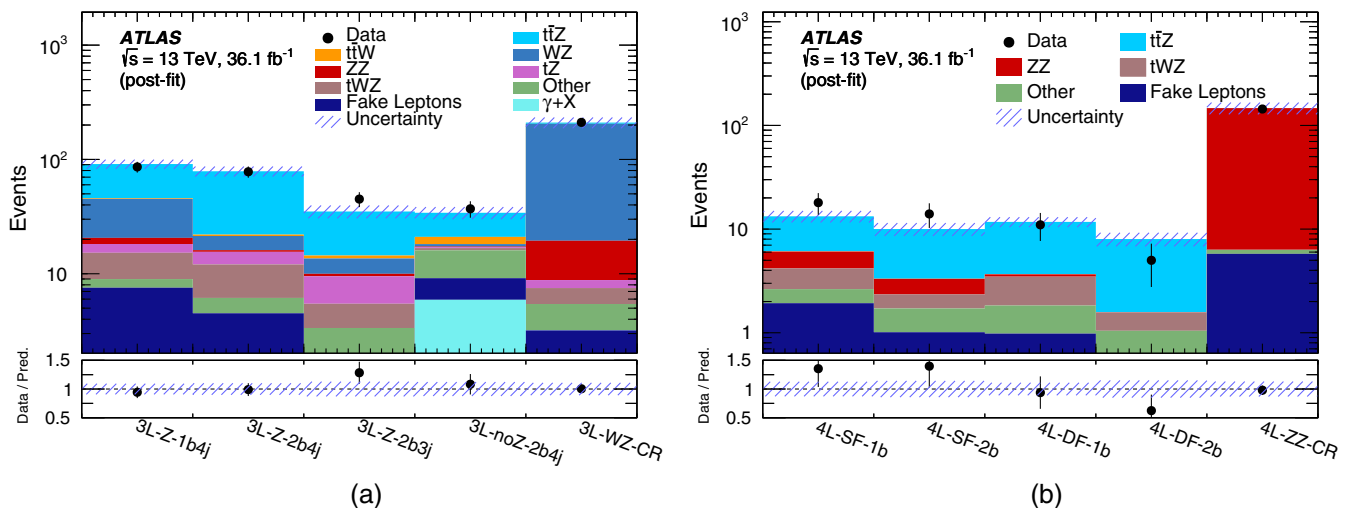 ATLAS
√s = 13 TeV, 36.1 fb⁻¹
(post-fit)
Data
tt̄W
ZZ
tWZ
Fake Leptons
Uncertainty
tt̄Z
WZ
tZ
Other
γ+X
Events
10³
10²
10
Data / Pred.
1.5
1
0.5
3L-Z-1b4j
3L-Z-2b4j
3L-Z-2b3j
3L-noZ-2b4j
3L-WZ-CR
(a)
ATLAS
√s = 13 TeV, 36.1 fb⁻¹
(post-fit)
Data
ZZ
Other
Uncertainty
tt̄Z
tWZ
Fake Leptons
Events
10³
10²
10
1
Data / Pred.
1.5
1
0.5
4L-SF-1b
4L-SF-2b
4L-DF-1b
4L-DF-2b
4L-ZZ-CR
(b)